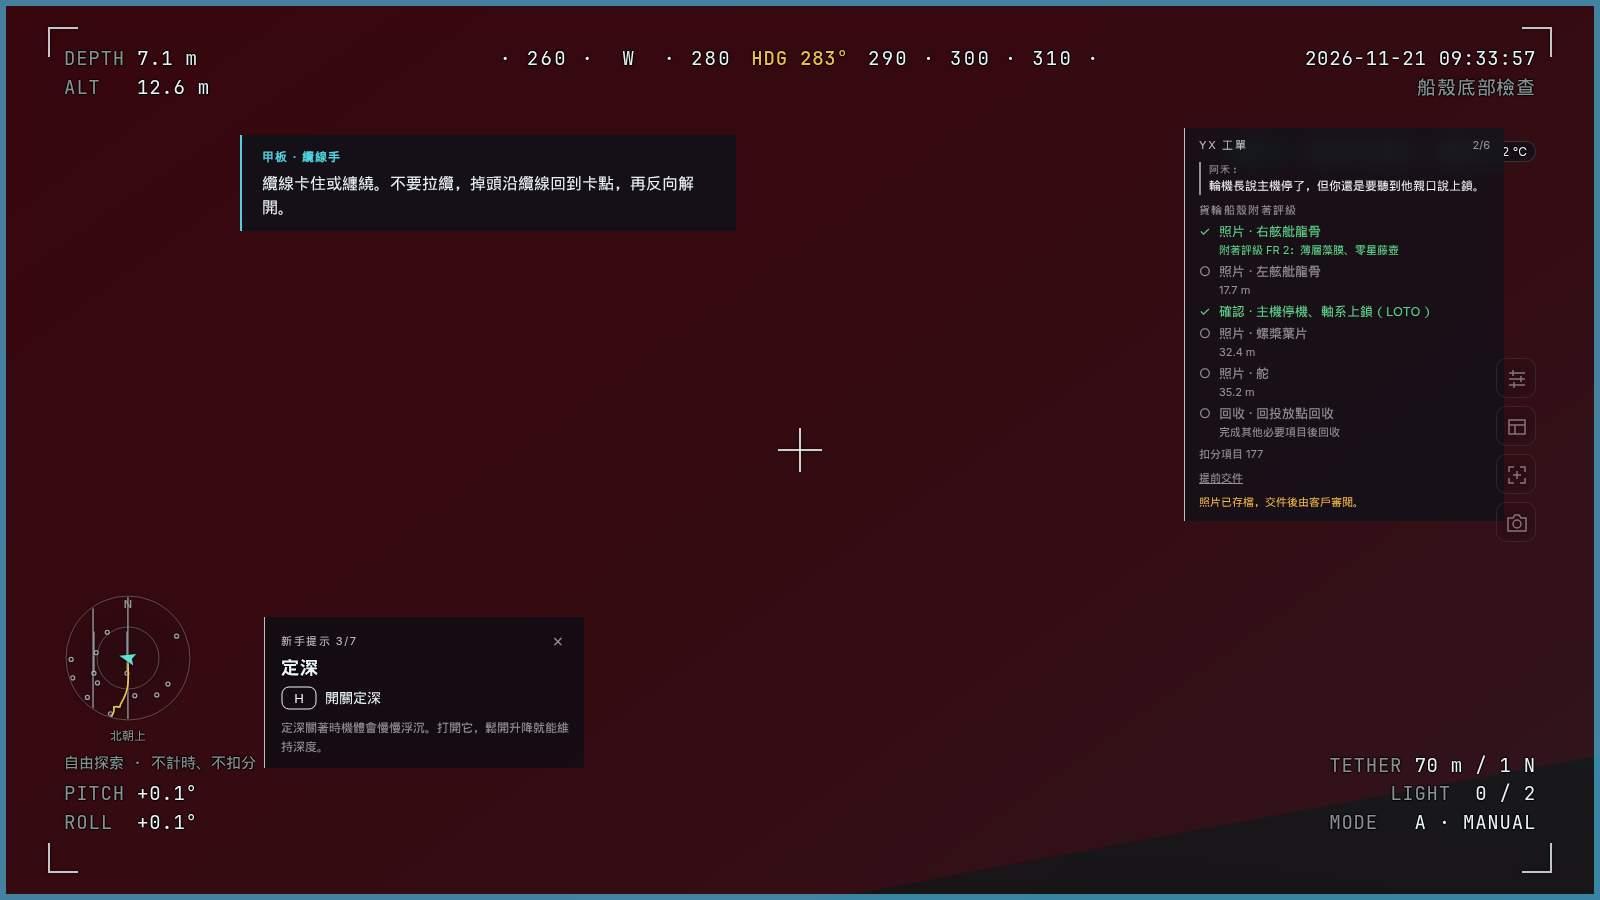 DEPTH 7.1 m
ALT 12.6 m
· 260 · W · 280 HDG 283° 290 · 300 · 310 ·
2026-11-21 09:33:57
船殼底部檢查
甲板 · 纜線手
纜線卡住或纏繞。不要拉纜，掉頭沿纜線回到卡點，再反向解
開。
YX 工單 2/6
2 °C
阿禾：
輪機長說主機停了，但你還是要聽到他親口說上鎖。
貨輪船殼附著評級
照片 · 右舷舭龍骨
附著評級 FR 2：薄層藻膜、零星藤壺
照片 · 左舷舭龍骨
17.7 m
確認 · 主機停機、軸系上鎖（LOTO）
照片 · 螺槳葉片
32.4 m
照片 · 舵
35.2 m
回收 · 回投放點回收
完成其他必要項目後回收
扣分項目 177
提前交件
照片已存檔，交件後由客戶審閱。
N
北朝上
新手提示 3/7
定深
H 開關定深
定深關著時機體會慢慢浮沉。打開它，鬆開升降就能維
持深度。
自由探索 · 不計時、不扣分
PITCH +0.1°
ROLL +0.1°
TETHER 70 m / 1 N
LIGHT 0 / 2
MODE A · MANUAL